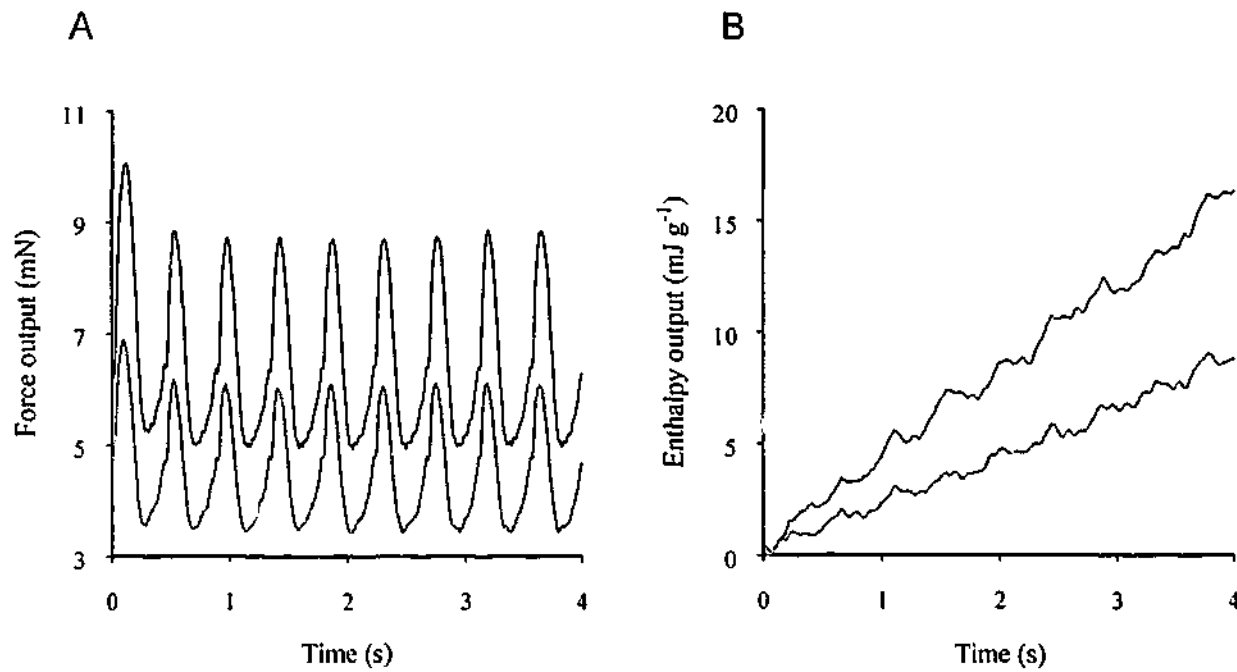 A
Force output (mN)
11
9
7
5
3
0 1 2 3 4
Time (s)
B
Enthalpy output (mJ g⁻¹)
20
15
10
5
0
0 1 2 3 4
Time (s)